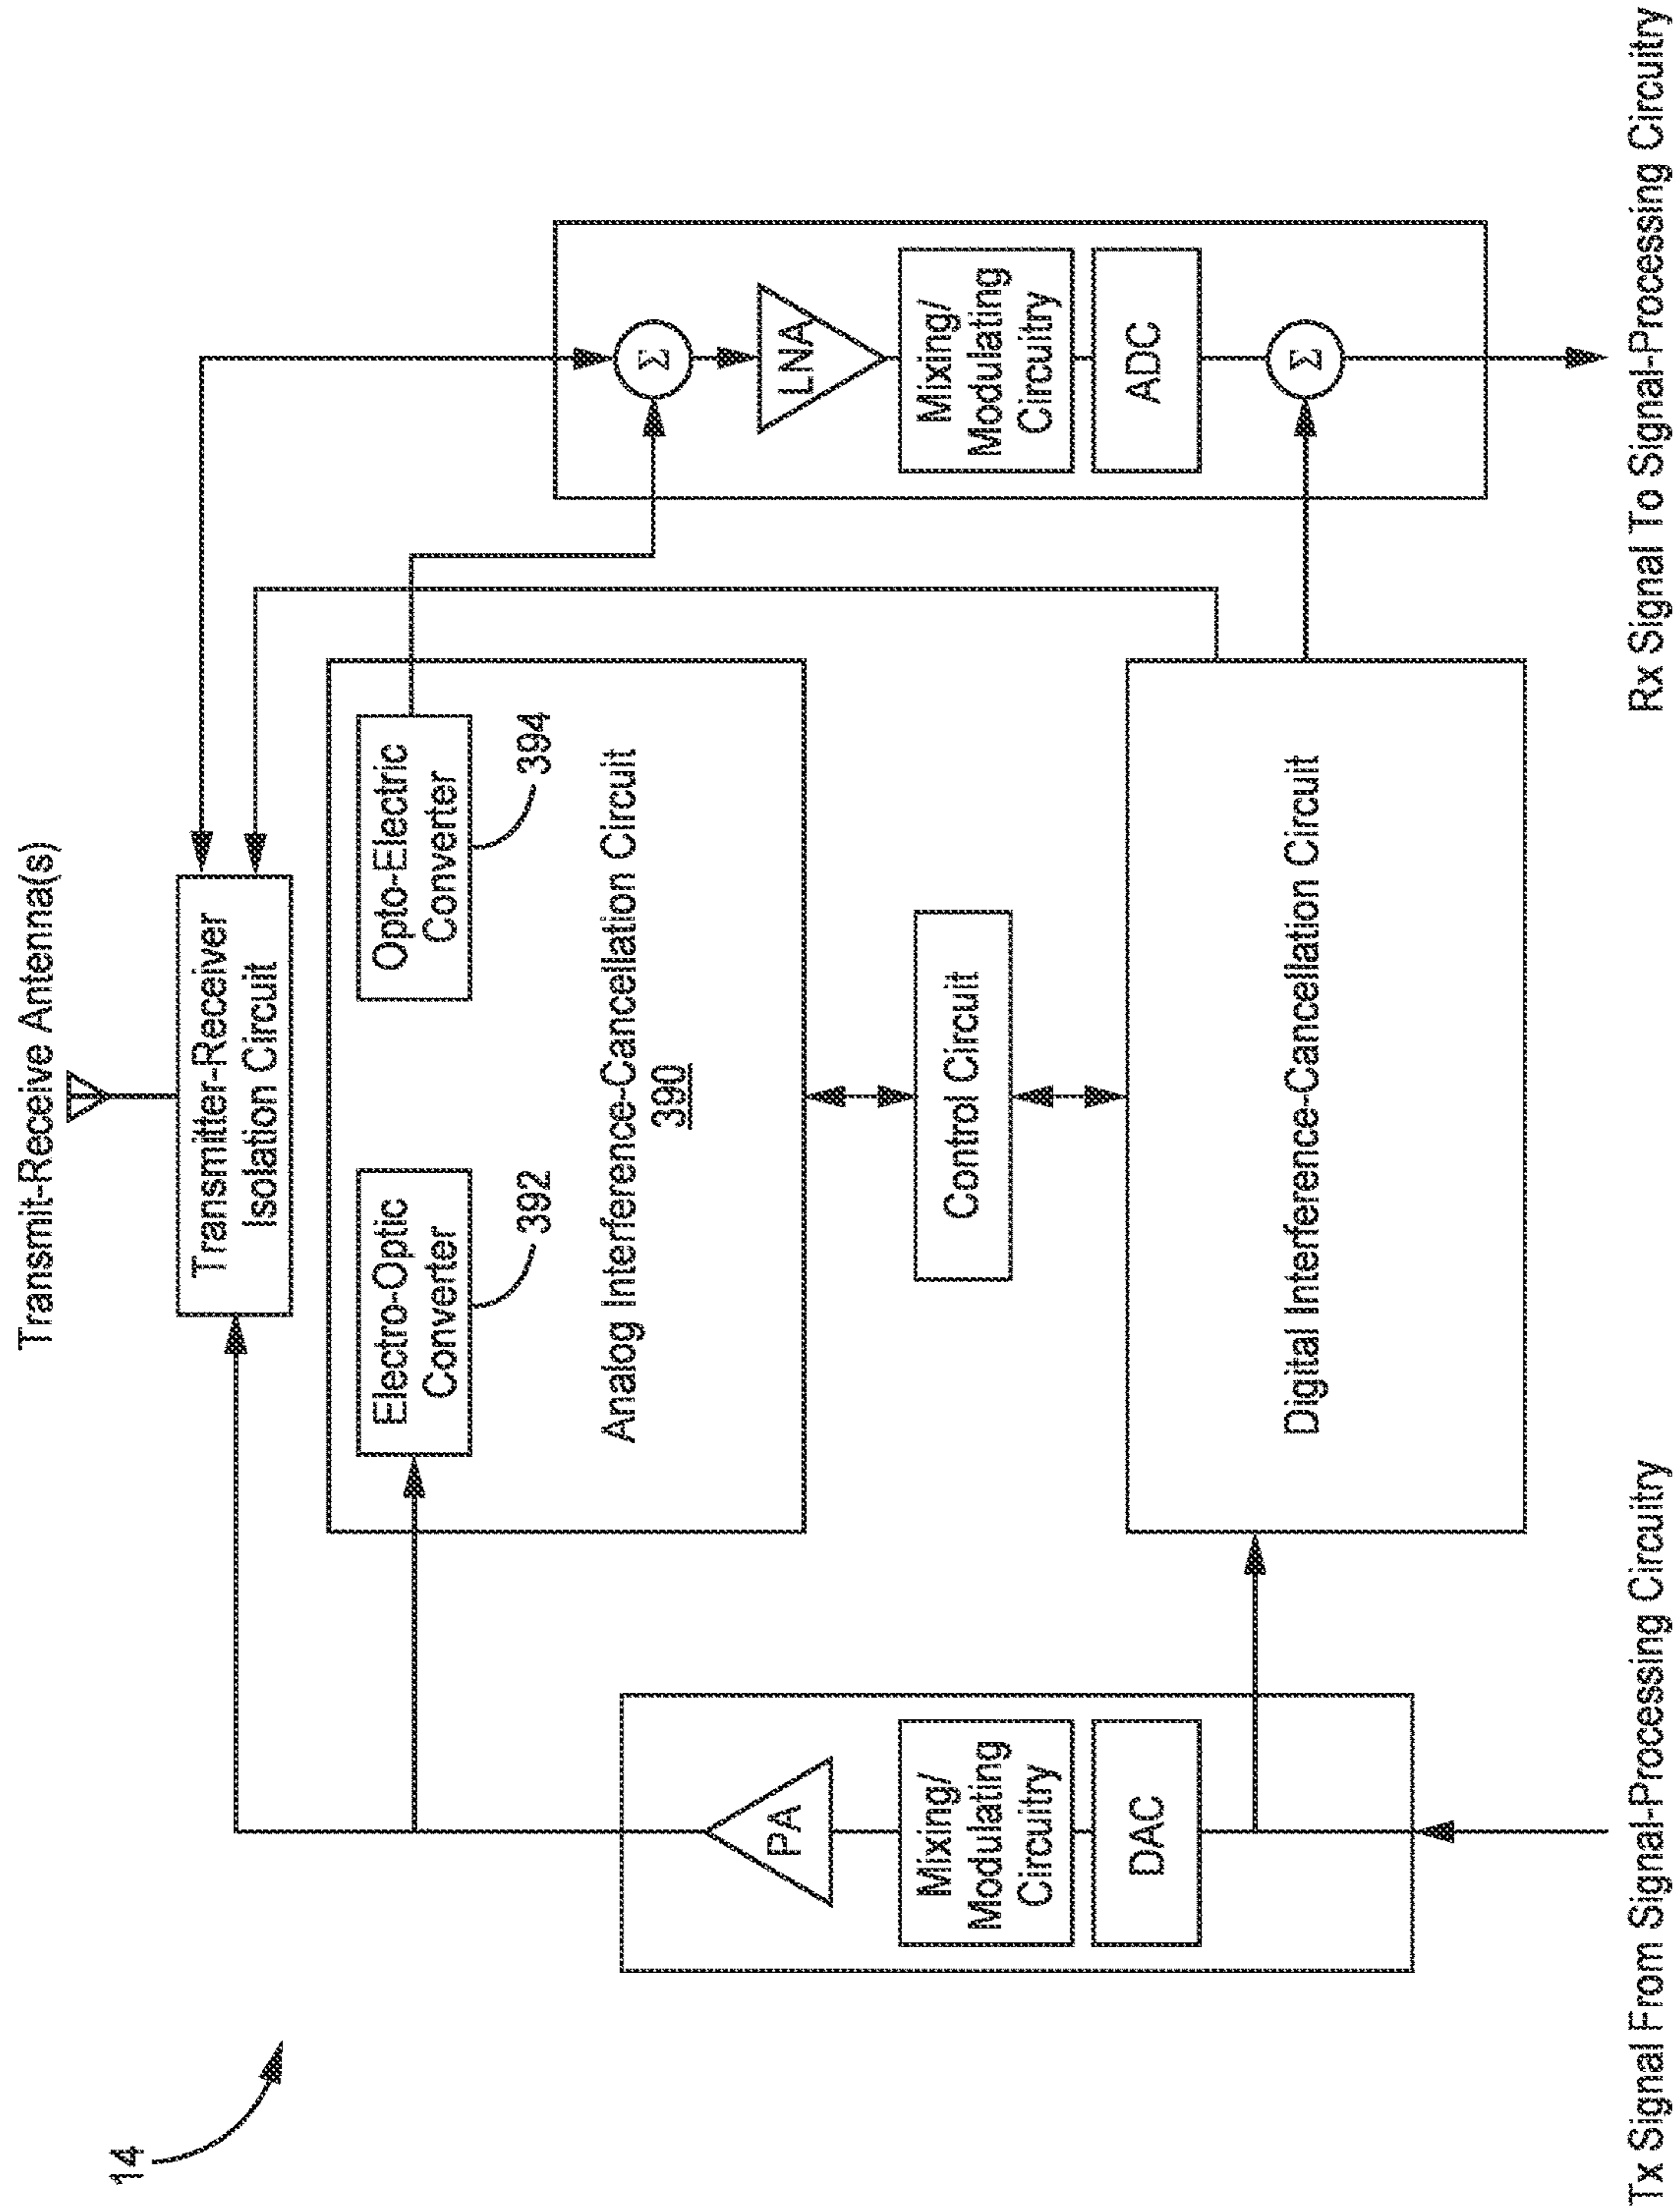 14
Transmit-Receive Antenna(s)
Transmitter-Receiver
Isolation Circuit
Electro-Optic
Converter
392
Opto-Electric
Converter
394
Analog Interference-Cancellation Circuit
390
Control Circuit
Digital Interference-Cancellation Circuit
PA
Mixing/
Modulating
Circuitry
DAC
Σ
LNA
Mixing/
Modulating
Circuitry
ADC
Σ
Tx Signal From Signal-Processing Circuitry
Rx Signal To Signal-Processing Circuitry